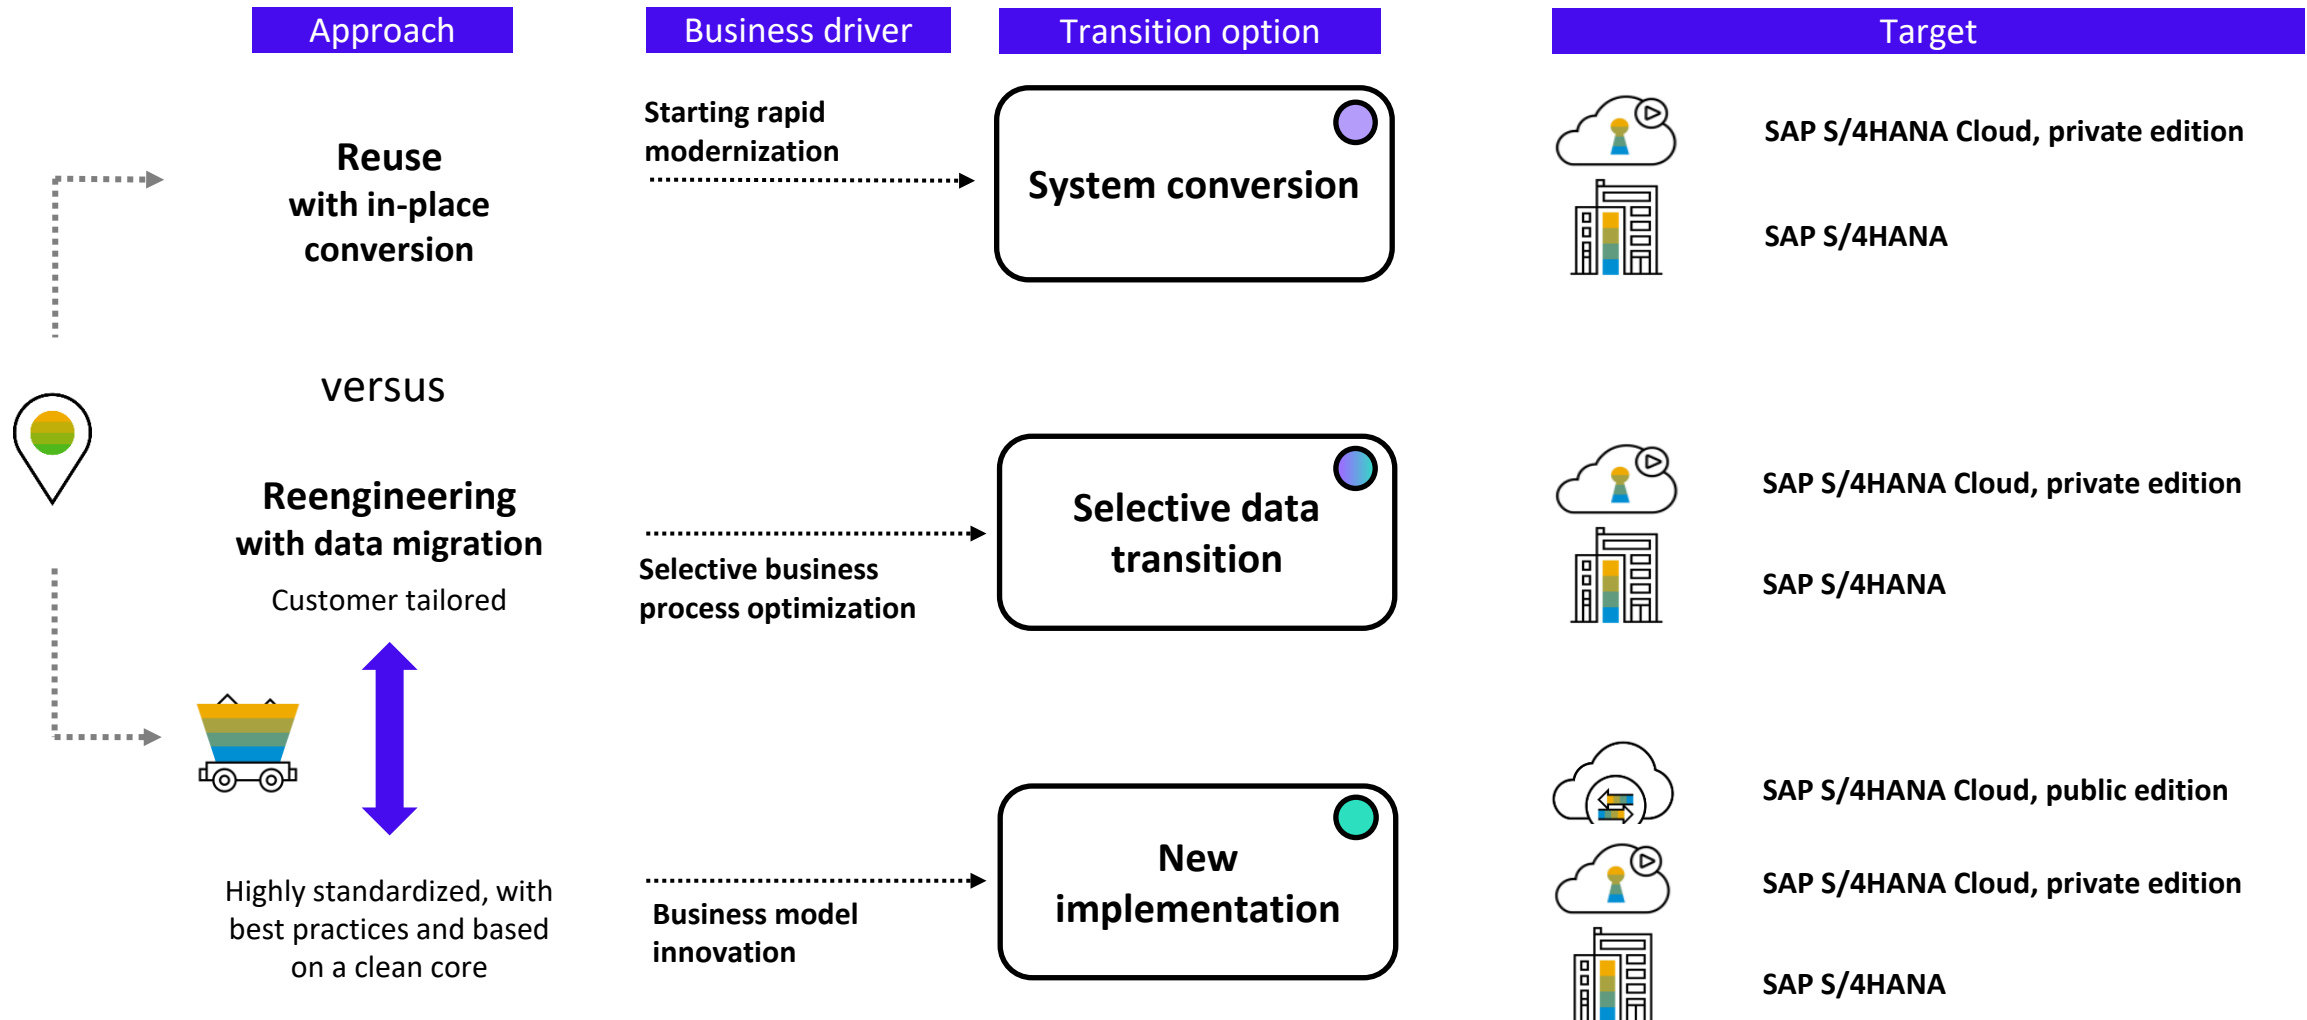 Approach
Business driver
Transition option
Target
Reuse
with in-place
conversion
Starting rapid
modernization
System conversion
SAP S/4HANA Cloud, private edition
SAP S/4HANA
versus
Reengineering
with data migration
Customer tailored
Selective business
process optimization
Selective data
transition
SAP S/4HANA Cloud, private edition
SAP S/4HANA
Highly standardized, with
best practices and based
on a clean core
Business model
innovation
New
implementation
SAP S/4HANA Cloud, public edition
SAP S/4HANA Cloud, private edition
SAP S/4HANA